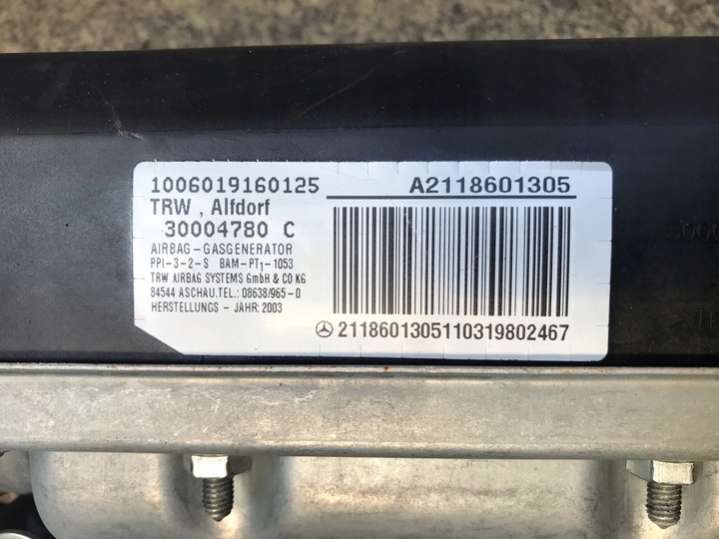 1006019160125
A2118601305
TRW , Alfdorf
30004780 C
AIRBAG-GASGENERATOR
PPI-3-2-S BAM-PT1-1053
TRW AIRBAG SYSTEMS GmbH & CO KG
84544 ASCHAU.TEL.: 08638/965-0
HERSTELLUNGS - JAHR: 2003
2118601305110319802467